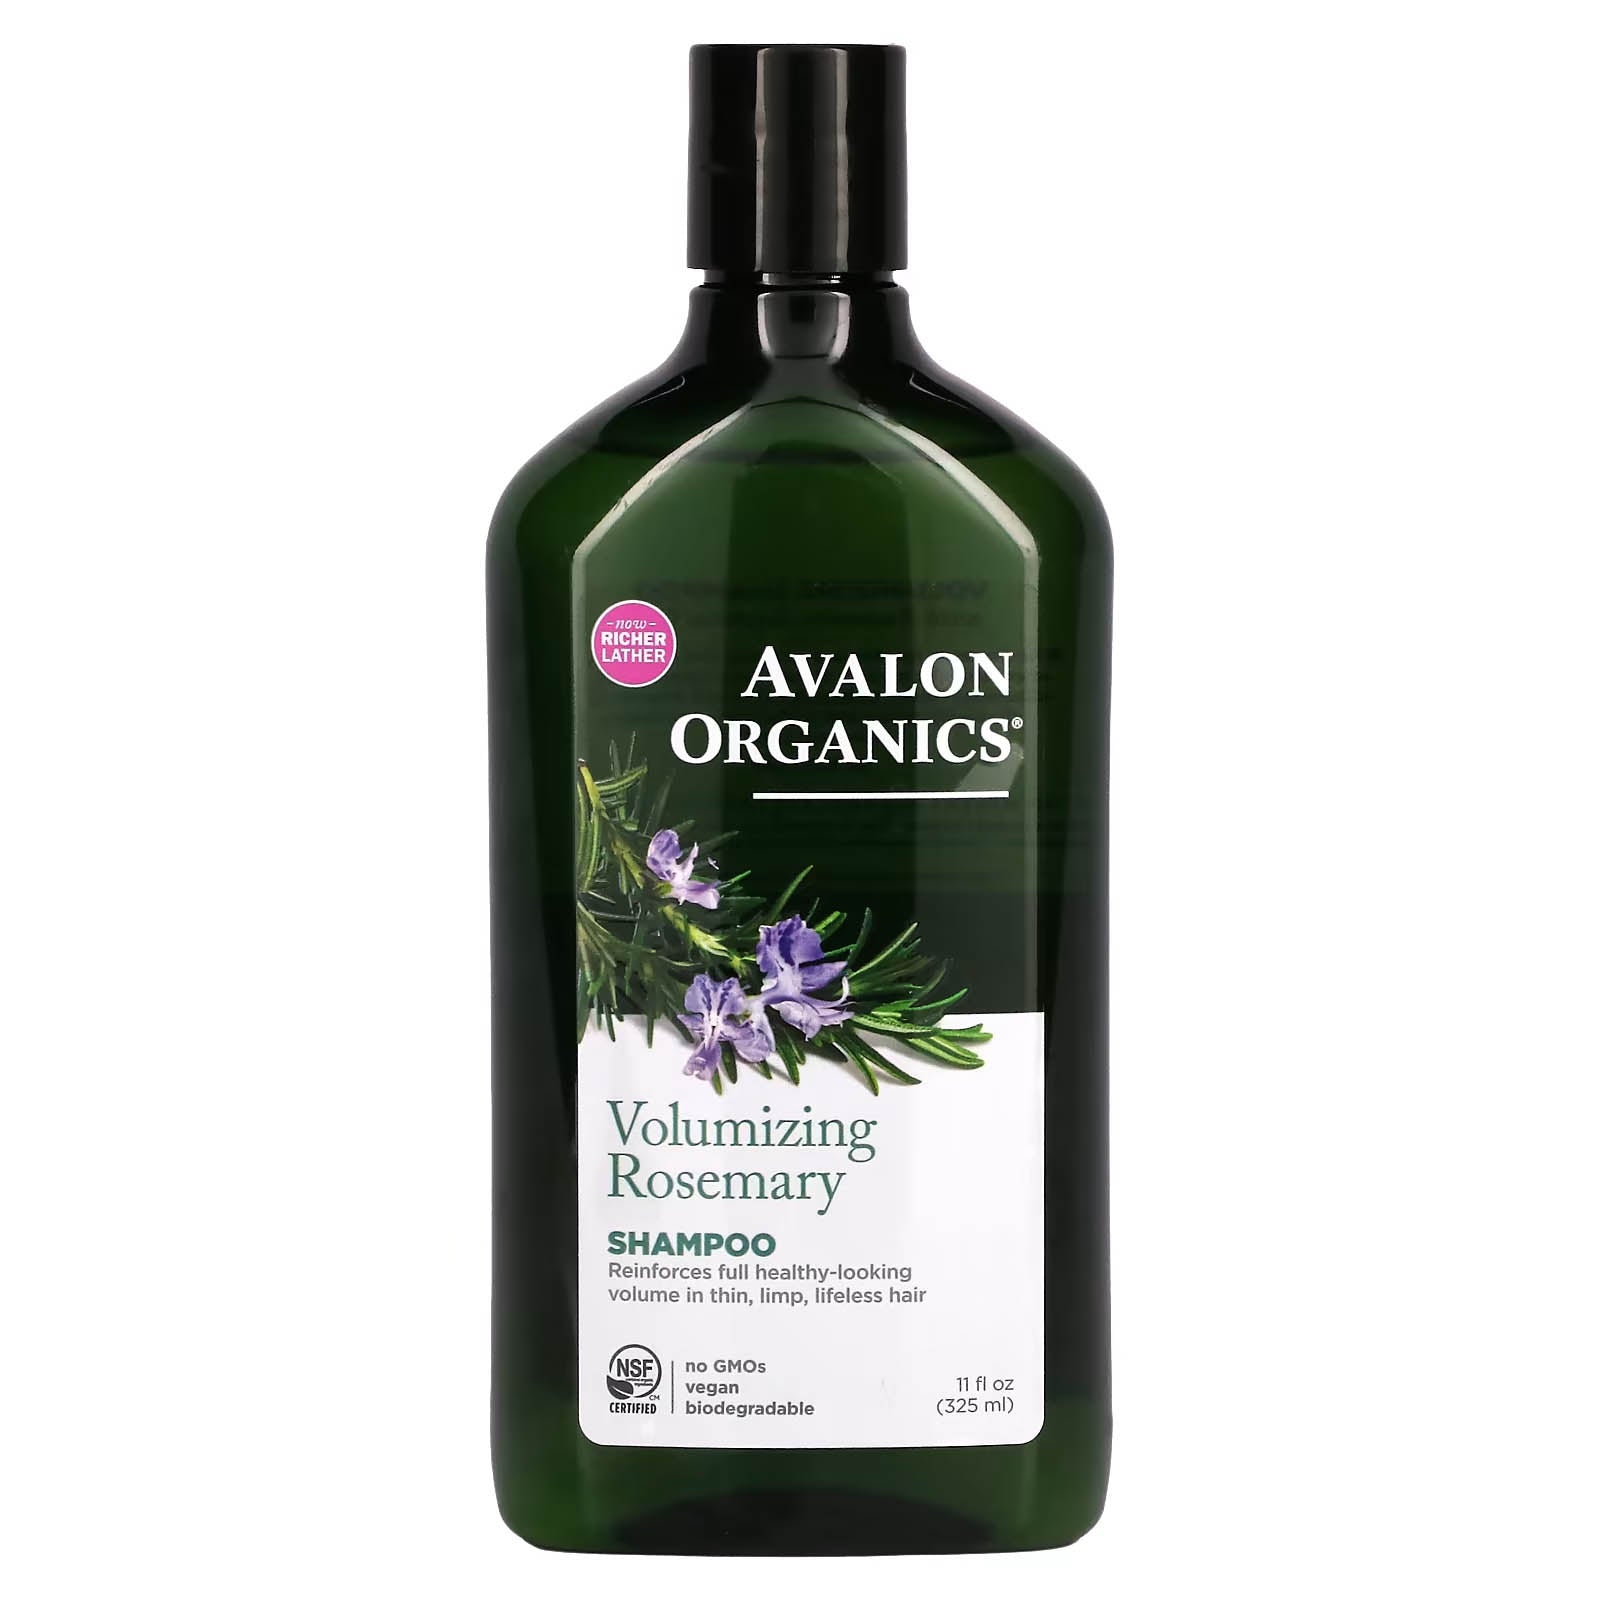 -now-
RICHER
LATHER
AVALON
ORGANICS®
Volumizing
Rosemary
SHAMPOO
Reinforces full healthy-looking
volume in thin, limp, lifeless hair
NSF
CM
CERTIFIED
no GMOs
vegan
biodegradable
11 fl oz
(325 ml)